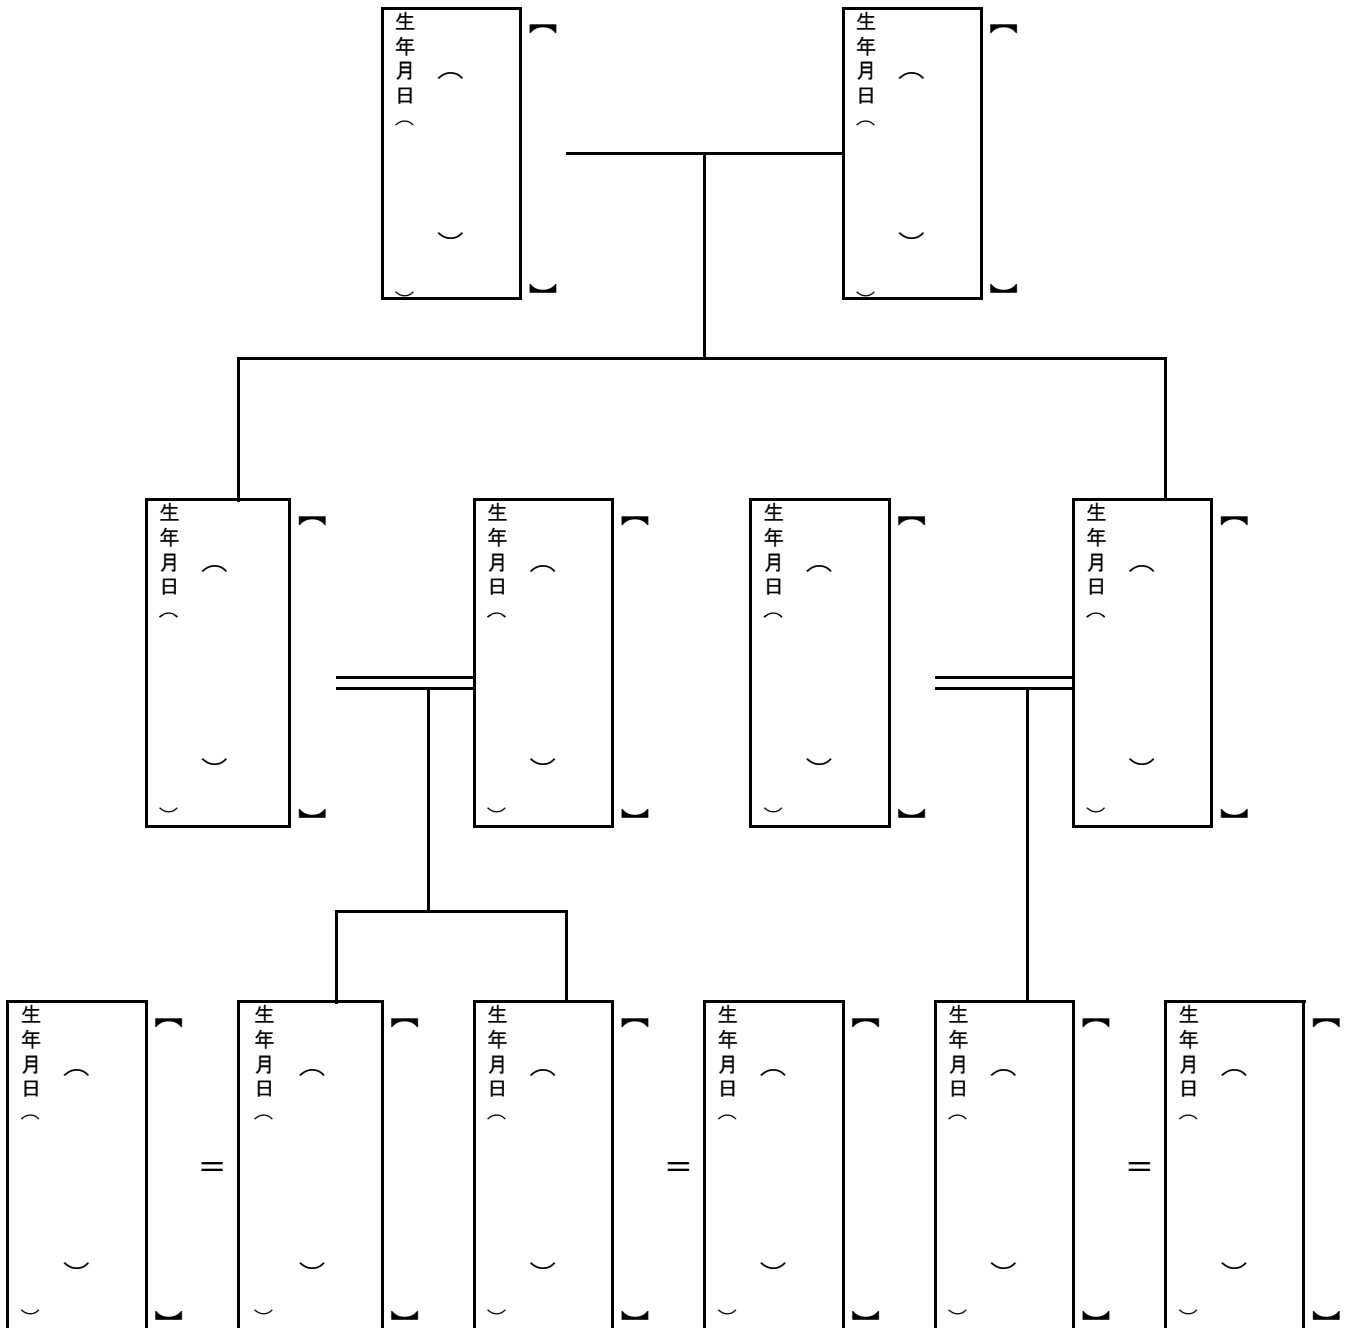 生年月日（　　）
（　　）
【　　】
生年月日（　　）
（　　）
【　　】
生年月日（　　）
（　　）
【　　】
生年月日（　　）
（　　）
【　　】
生年月日（　　）
（　　）
【　　】
生年月日（　　）
（　　）
【　　】
生年月日（　　）
（　　）
【　　】
＝
生年月日（　　）
（　　）
【　　】
生年月日（　　）
（　　）
【　　】
＝
生年月日（　　）
（　　）
【　　】
生年月日（　　）
（　　）
【　　】
＝
生年月日（　　）
（　　）
【　　】